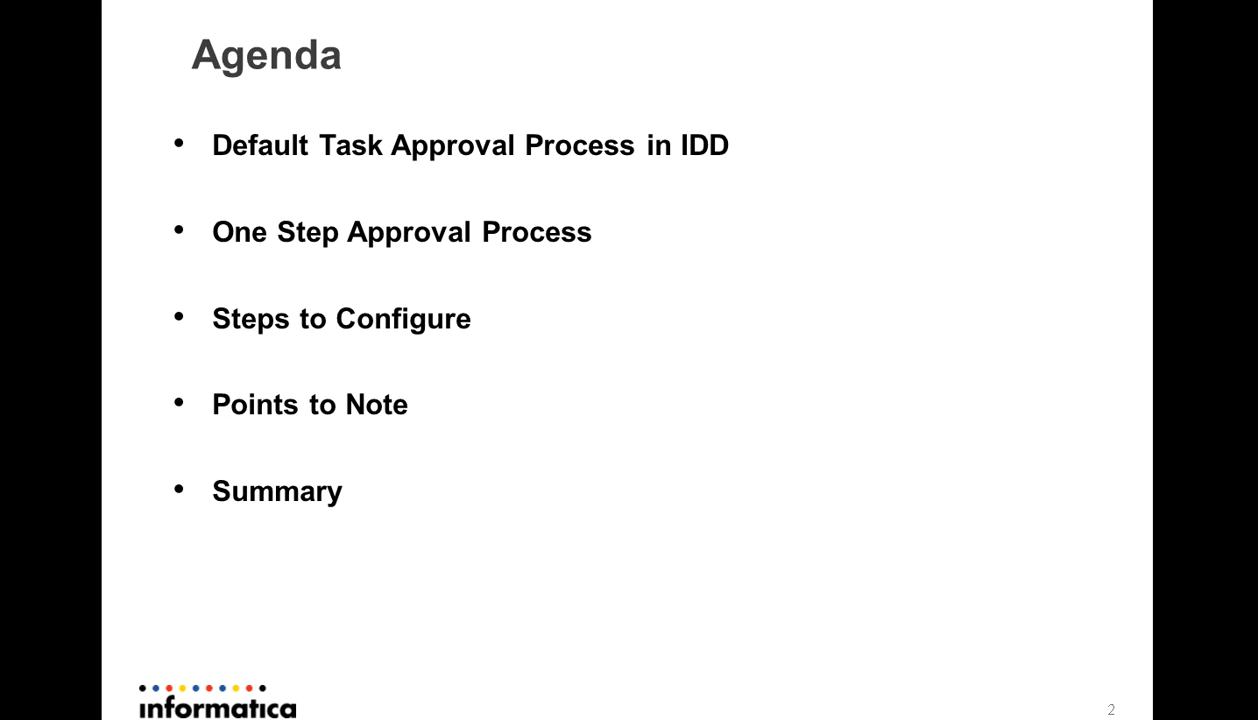 Agenda
• Default Task Approval Process in IDD
• One Step Approval Process
• Steps to Configure
• Points to Note
• Summary
informatica
2